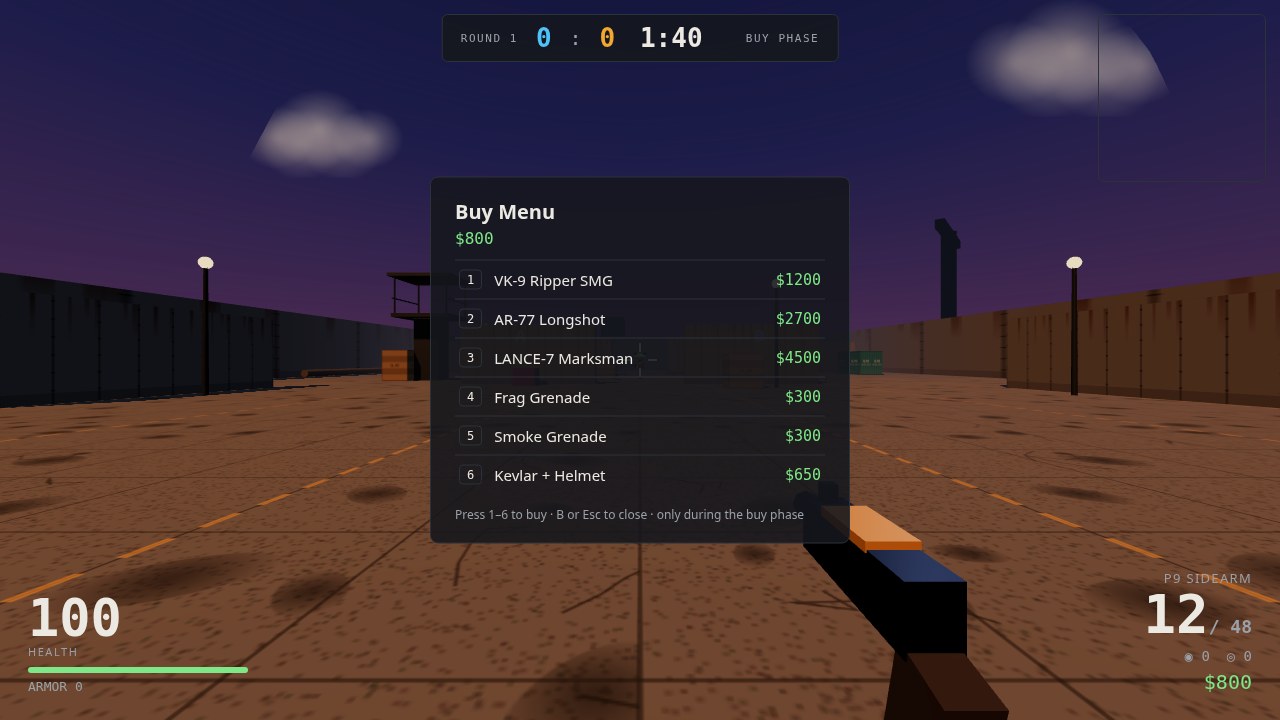 ROUND 1 0 : 0 1:40 BUY PHASE
Buy Menu
$800
1 VK-9 Ripper SMG $1200
2 AR-77 Longshot $2700
3 LANCE-7 Marksman $4500
4 Frag Grenade $300
5 Smoke Grenade $300
6 Kevlar + Helmet $650
Press 1–6 to buy · B or Esc to close · only during the buy phase
100
HEALTH
ARMOR 0
P9 SIDEARM
12 / 48
◉ 0 ◎ 0
$800